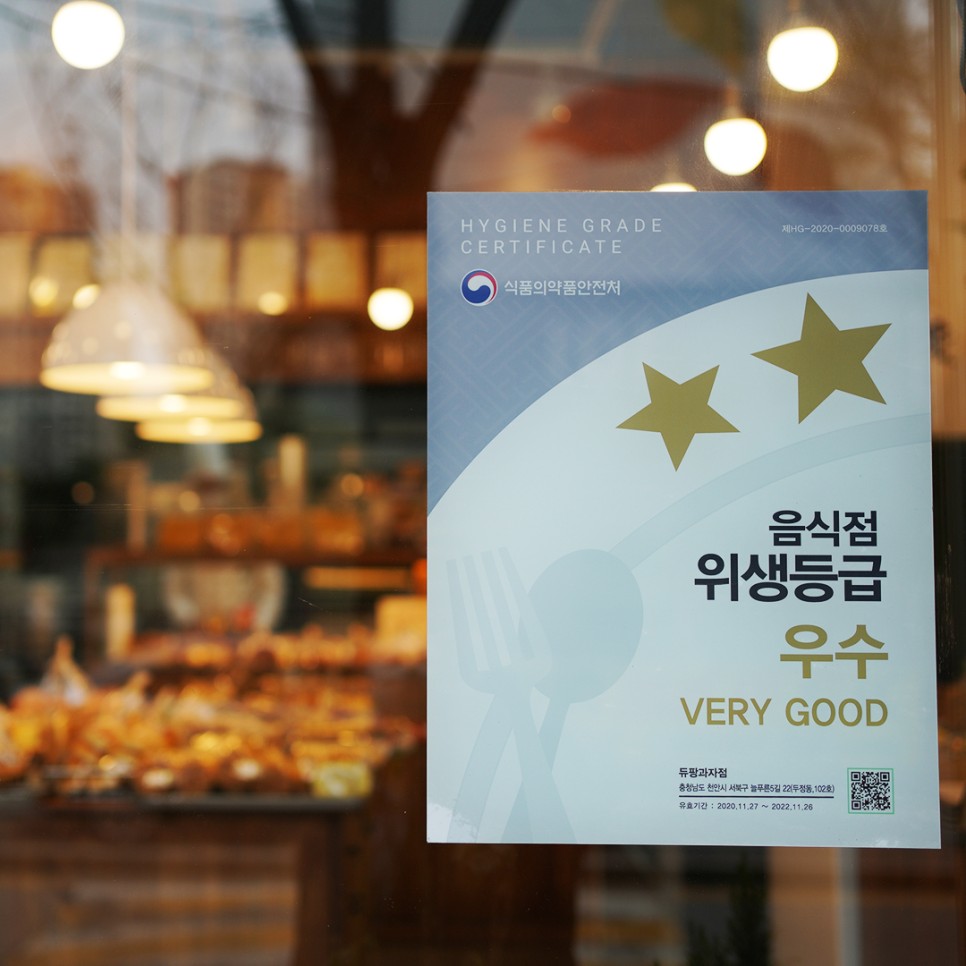 HYGIENE GRADE
CERTIFICATE
제HG-2020-0009078호
식품의약품안전처
음식점
위생등급
우수
VERY GOOD
듀팡과자점
충청남도 천안시 서북구 늘푸른5길 22(두정동,102호)
유효기간 : 2020.11.27 ~ 2022.11.26